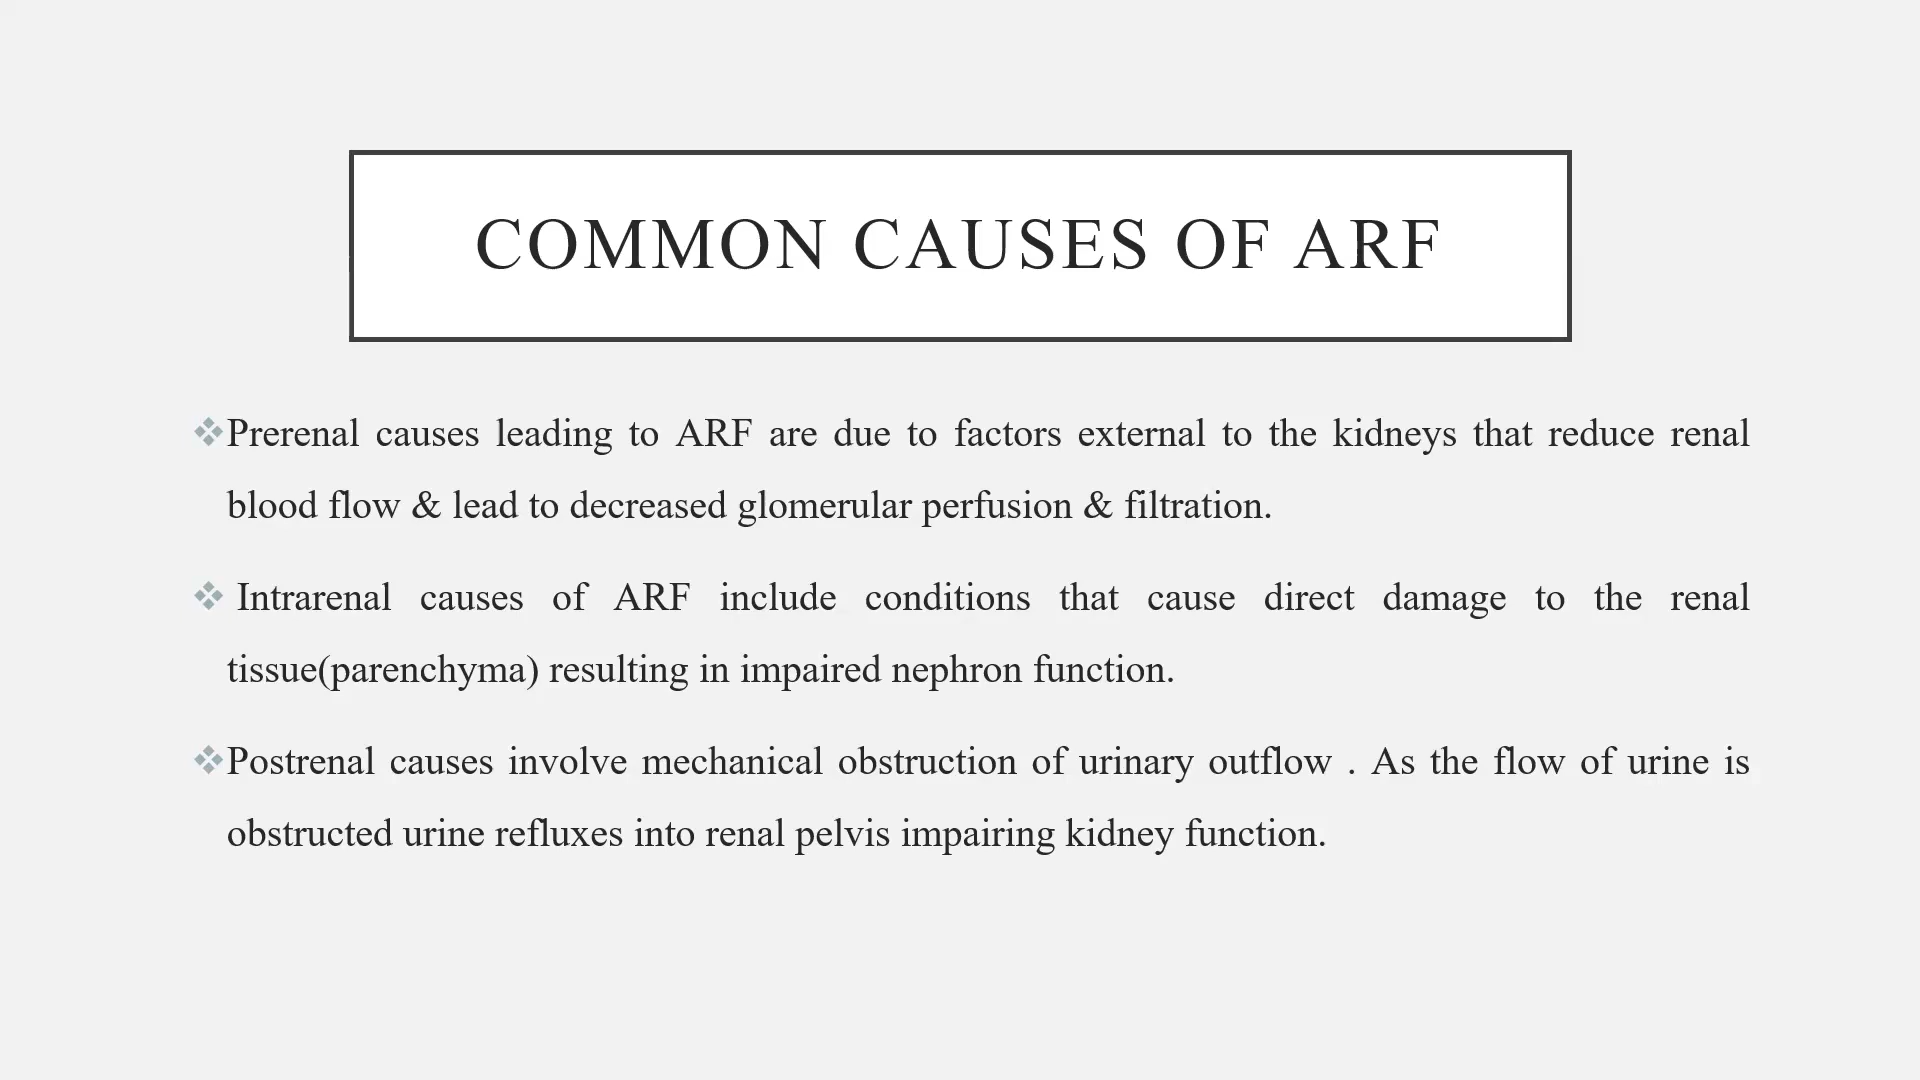 COMMON CAUSES OF ARF
❖Prerenal causes leading to ARF are due to factors external to the kidneys that reduce renal
blood flow & lead to decreased glomerular perfusion & filtration.
❖ Intrarenal causes of ARF include conditions that cause direct damage to the renal
tissue(parenchyma) resulting in impaired nephron function.
❖Postrenal causes involve mechanical obstruction of urinary outflow . As the flow of urine is
obstructed urine refluxes into renal pelvis impairing kidney function.